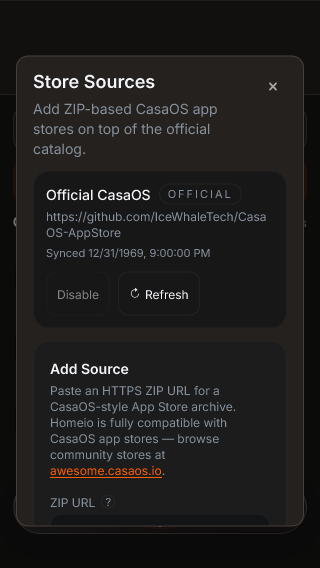 Store Sources
×
Add ZIP-based CasaOS app
stores on top of the official
catalog.
Official CasaOS OFFICIAL
https://github.com/IceWhaleTech/Casa
OS-AppStore
Synced 12/31/1969, 9:00:00 PM
Disable Refresh
Add Source
Paste an HTTPS ZIP URL for a
CasaOS-style App Store archive.
Homeio is fully compatible with
CasaOS app stores — browse
community stores at
awesome.casaos.io.
ZIP URL ?